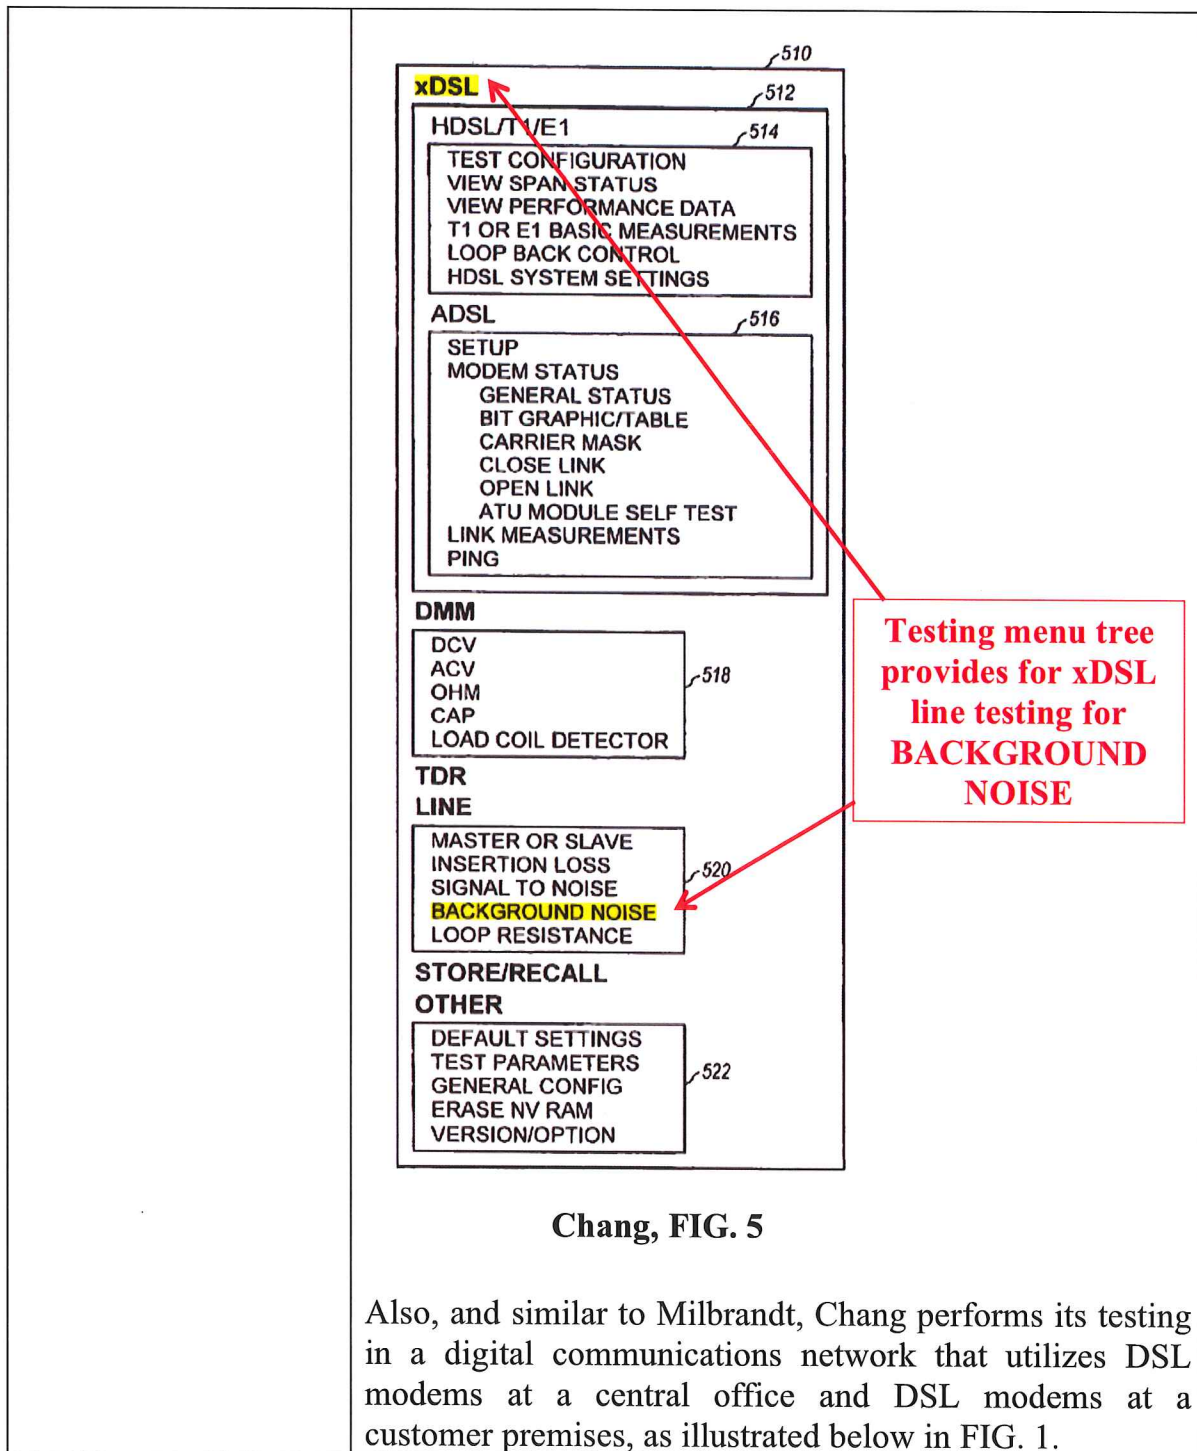 510
xDSL
512
HDSL/T1/E1
514
TEST CONFIGURATION
VIEW SPAN STATUS
VIEW PERFORMANCE DATA
T1 OR E1 BASIC MEASUREMENTS
LOOP BACK CONTROL
HDSL SYSTEM SETTINGS
ADSL
516
SETUP
MODEM STATUS
GENERAL STATUS
BIT GRAPHIC/TABLE
CARRIER MASK
CLOSE LINK
OPEN LINK
ATU MODULE SELF TEST
LINK MEASUREMENTS
PING
DMM
DCV
ACV
OHM
CAP
LOAD COIL DETECTOR
518
TDR
LINE
MASTER OR SLAVE
INSERTION LOSS
SIGNAL TO NOISE
BACKGROUND NOISE
LOOP RESISTANCE
520
STORE/RECALL
OTHER
DEFAULT SETTINGS
TEST PARAMETERS
GENERAL CONFIG
ERASE NV RAM
VERSION/OPTION
522
Testing menu tree
provides for xDSL
line testing for
BACKGROUND
NOISE
Chang, FIG. 5
Also, and similar to Milbrandt, Chang performs its testing
in a digital communications network that utilizes DSL
modems at a central office and DSL modems at a
customer premises, as illustrated below in FIG. 1.